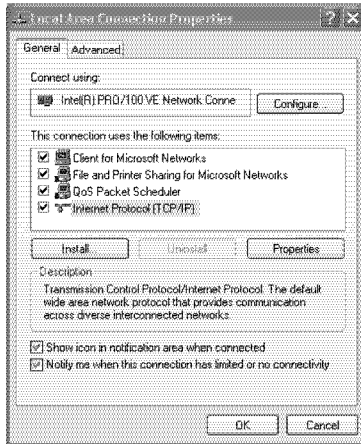 Local Area Connection Properties
General
Advanced
Connect using:
Intel(R) PRO/100 VE Network Conne
Configure...
This connection uses the following items:
Client for Microsoft Networks
File and Printer Sharing for Microsoft Networks
QoS Packet Scheduler
Internet Protocol (TCP/IP)
Install...
Uninstall
Properties
Description
Transmission Control Protocol/Internet Protocol. The default
wide area network protocol that provides communication
across diverse interconnected networks.
Show icon in notification area when connected
Notify me when this connection has limited or no connectivity
OK
Cancel